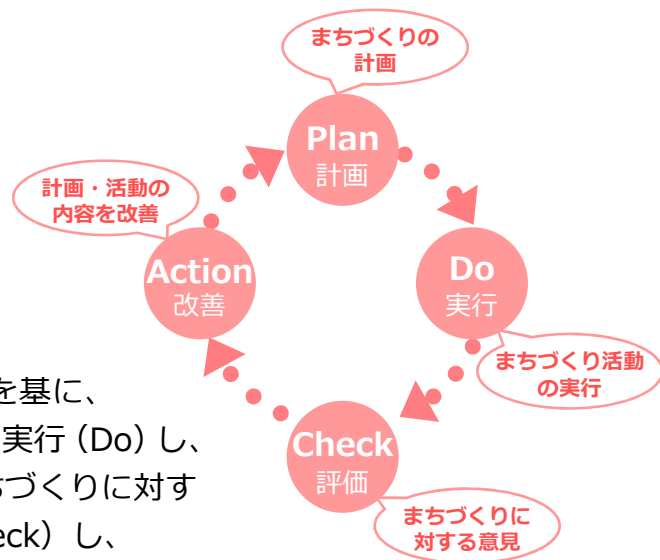 まちづくりの
計画
Plan
計画
計画・活動の
内容を改善
Action
改善
Do
実行
まちづくり活動
の実行
Check
評価
まちづくりに
対する意見
を基に、
実行（Do）し、
づくりに対す
eck）し、